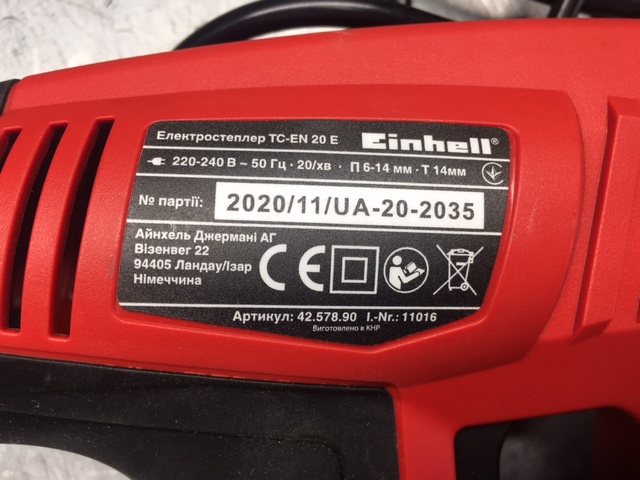 Електростеплер TC-EN 20 E
Einhell®
220-240 В ~ 50 Гц · 20/хв · П 6-14 мм · Т 14мм
№ партії: 2020/11/UA-20-2035
Айнхель Джермані АГ
Візенвег 22
94405 Ландау/Ізар
Німеччина
CE
Артикул: 42.578.90 I.-Nr.: 11016
Виготовлено в КНР